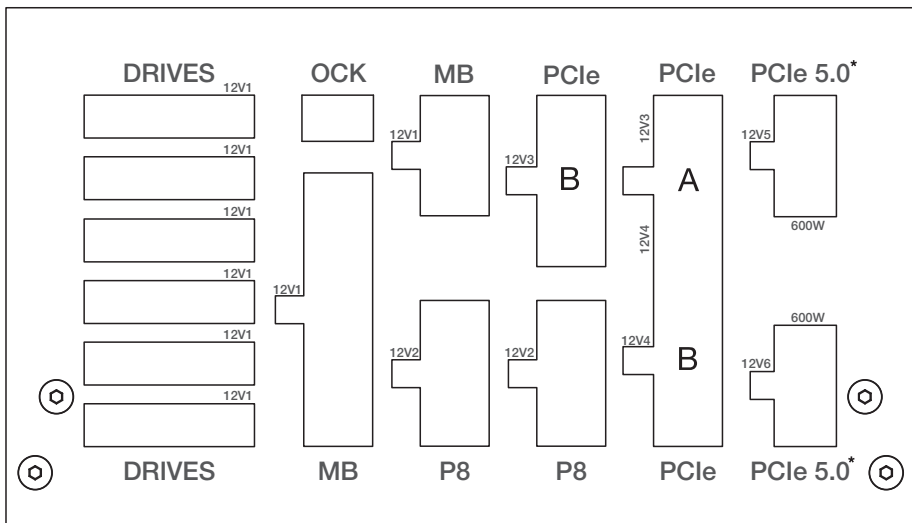 DRIVES
OCK
MB
PCIe
PCIe
PCIe 5.0*
12V1
12V1
12V1
12V1
12V1
12V1
12V1
12V1
12V3
B
12V3
A
12V4
12V5
600W
12V2
12V2
12V4
B
600W
12V6
DRIVES
MB
P8
P8
PCIe
PCIe 5.0*